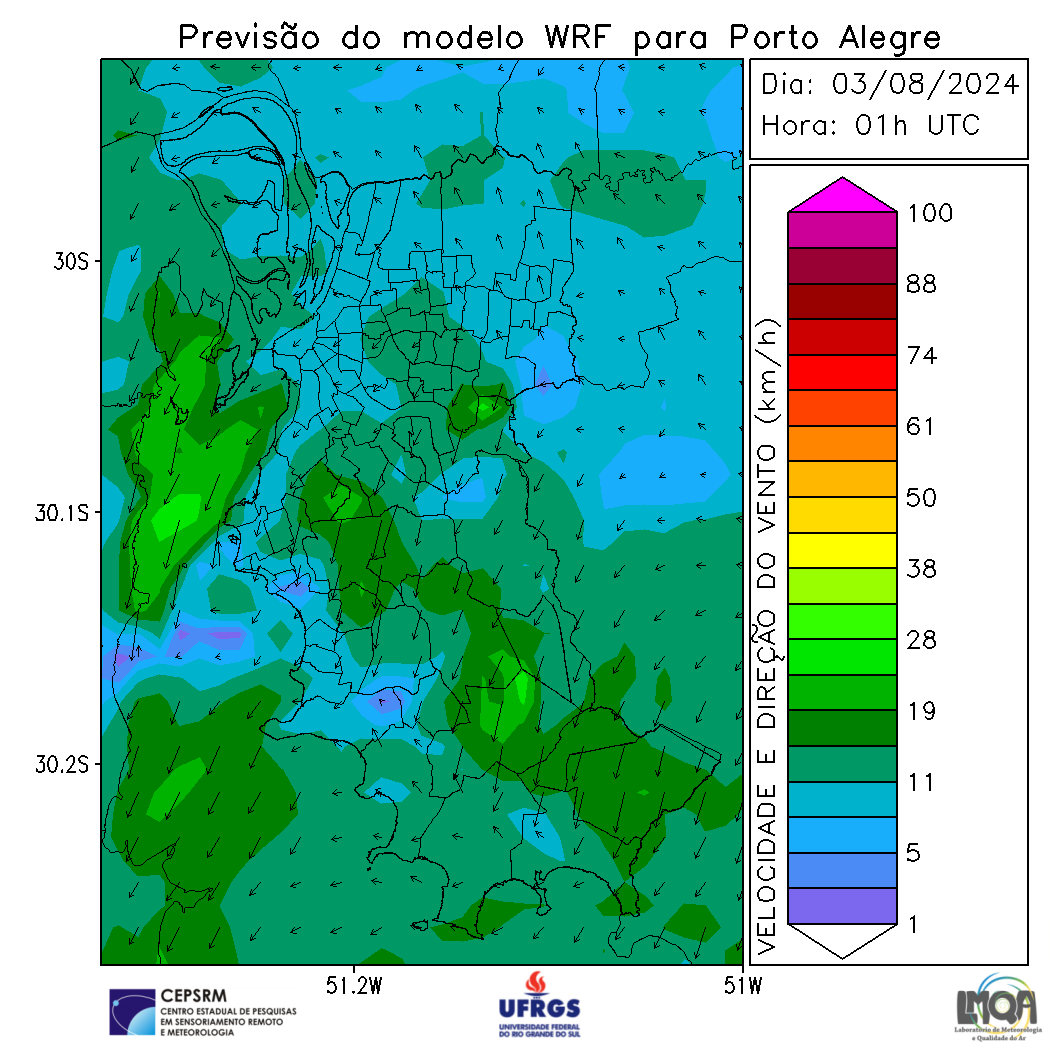 Previsão do modelo WRF para Porto Alegre
Dia: 03/08/2024
Hora: 01h UTC
30S
30.1S
30.2S
51.2W
51W
VELOCIDADE E DIREÇÃO DO VENTO (km/h)
100
88
74
61
50
38
28
19
11
5
1
CEPSRM
CENTRO ESTADUAL DE PESQUISAS
EM SENSORIAMENTO REMOTO
E METEOROLOGIA
UFRGS
UNIVERSIDADE FEDERAL
DO RIO GRANDE DO SUL
LMQA
Laboratório de Meteorologia
e Qualidade do Ar